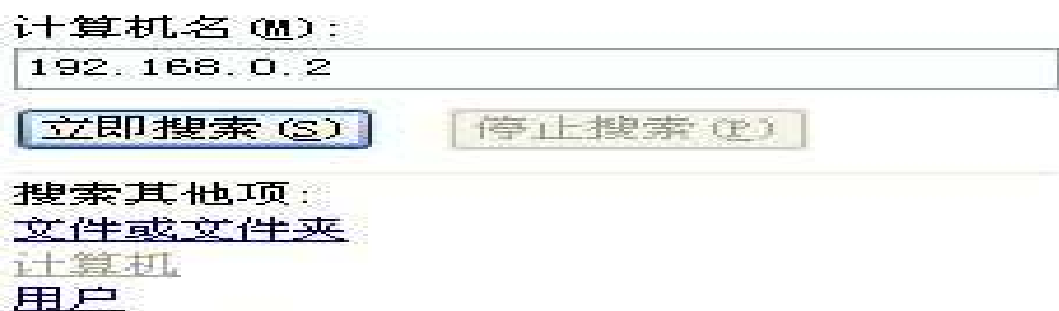 计算机名(M):
192.168.0.2
立即搜索(S) 停止搜索(P)
搜索其他项:
文件或文件夹
计算机
用户